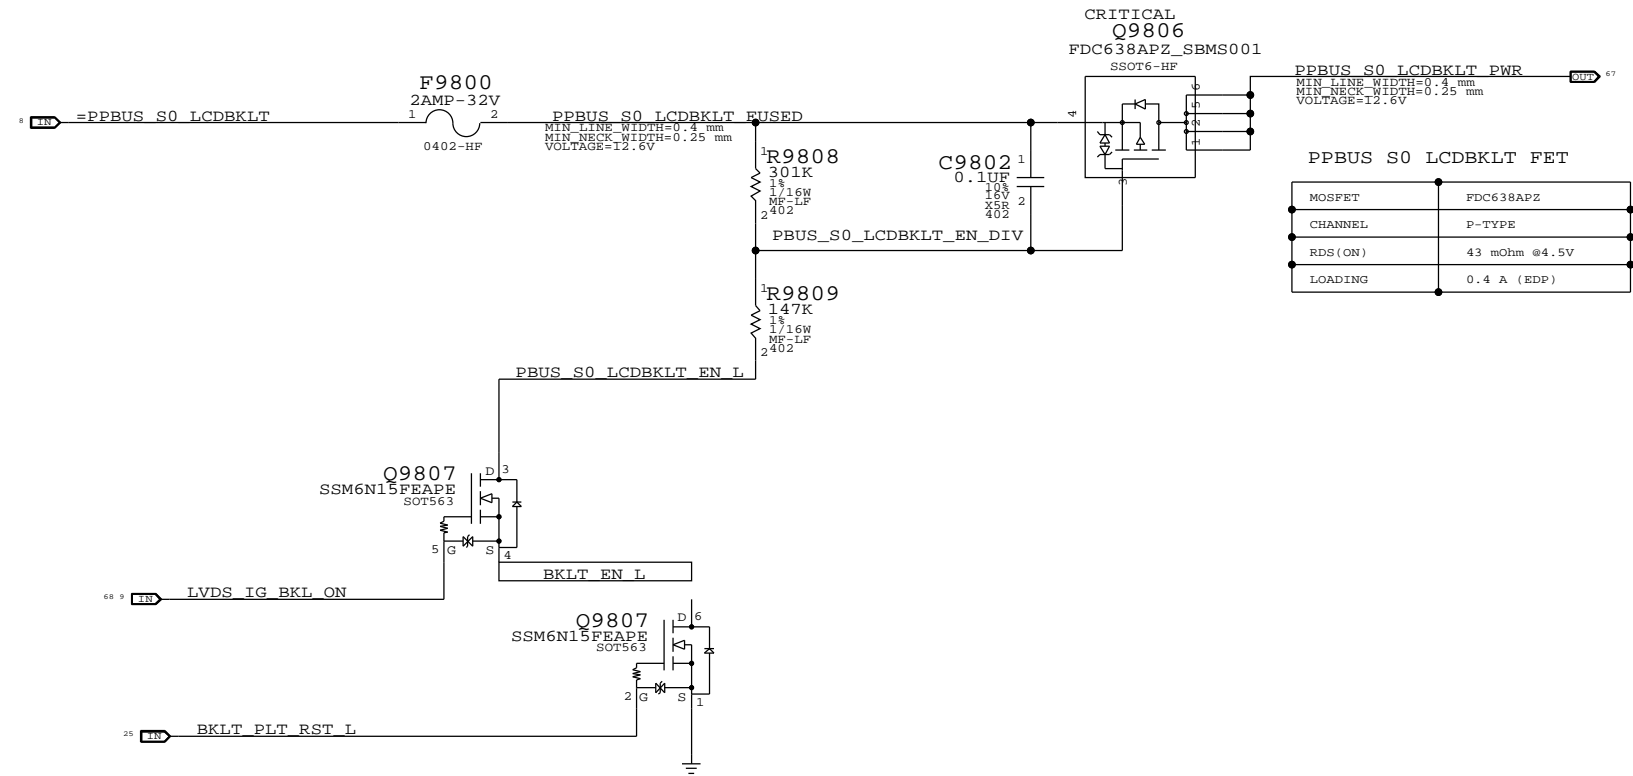 CRITICAL
Q9806
FDC638APZ_SBMS001
SSOT6-HF
F9800
2AMP-32V
1 2
0402-HF
8 IN =PPBUS_S0_LCDBKLT
PPBUS_S0_LCDBKLT_FUSED
MIN_LINE_WIDTH=0.4 mm
MIN_NECK_WIDTH=0.25 mm
VOLTAGE=12.6V
4
6
5
2
1
3
PPBUS_S0_LCDBKLT_PWR
OUT 67
MIN_LINE_WIDTH=0.4 mm
MIN_NECK_WIDTH=0.25 mm
VOLTAGE=12.6V
1
R9808
301K
1%
1/16W
MF-LF
2 402
C9802 1
0.1UF
10%
16V
X5R
402
2
PPBUS S0 LCDBKLT FET
MOSFET FDC638APZ
CHANNEL P-TYPE
RDS(ON) 43 mOhm @4.5V
LOADING 0.4 A (EDP)
PBUS_S0_LCDBKLT_EN_DIV
1
R9809
147K
1%
1/16W
MF-LF
2 402
PBUS_S0_LCDBKLT_EN_L
Q9807
SSM6N15FEAPE
SOT563
D 3
5 G S 4
BKLT_EN_L
68 9 IN LVDS_IG_BKL_ON
Q9807
SSM6N15FEAPE
SOT563
D 6
2 G S 1
25 IN BKLT_PLT_RST_L